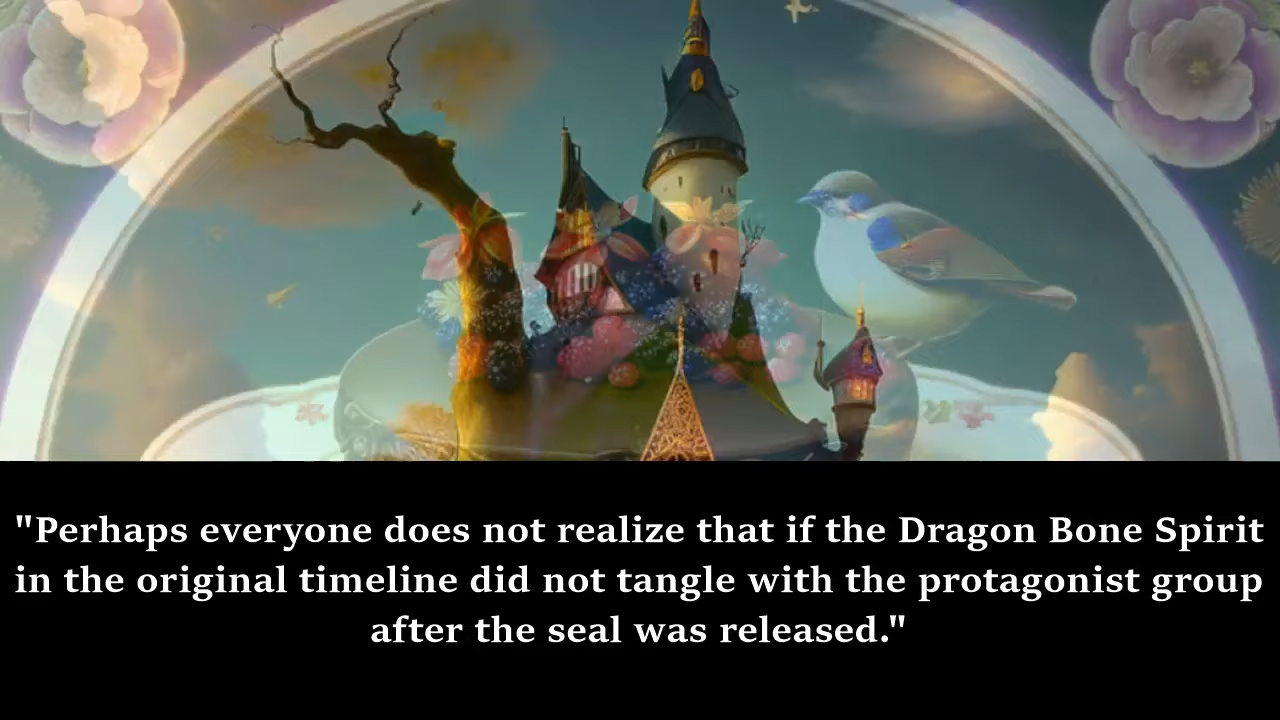 "Perhaps everyone does not realize that if the Dragon Bone Spirit
in the original timeline did not tangle with the protagonist group
after the seal was released."